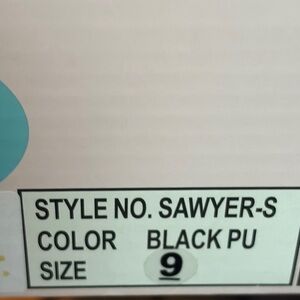 STYLE NO. SAWYER-S
COLOR BLACK PU
SIZE 9